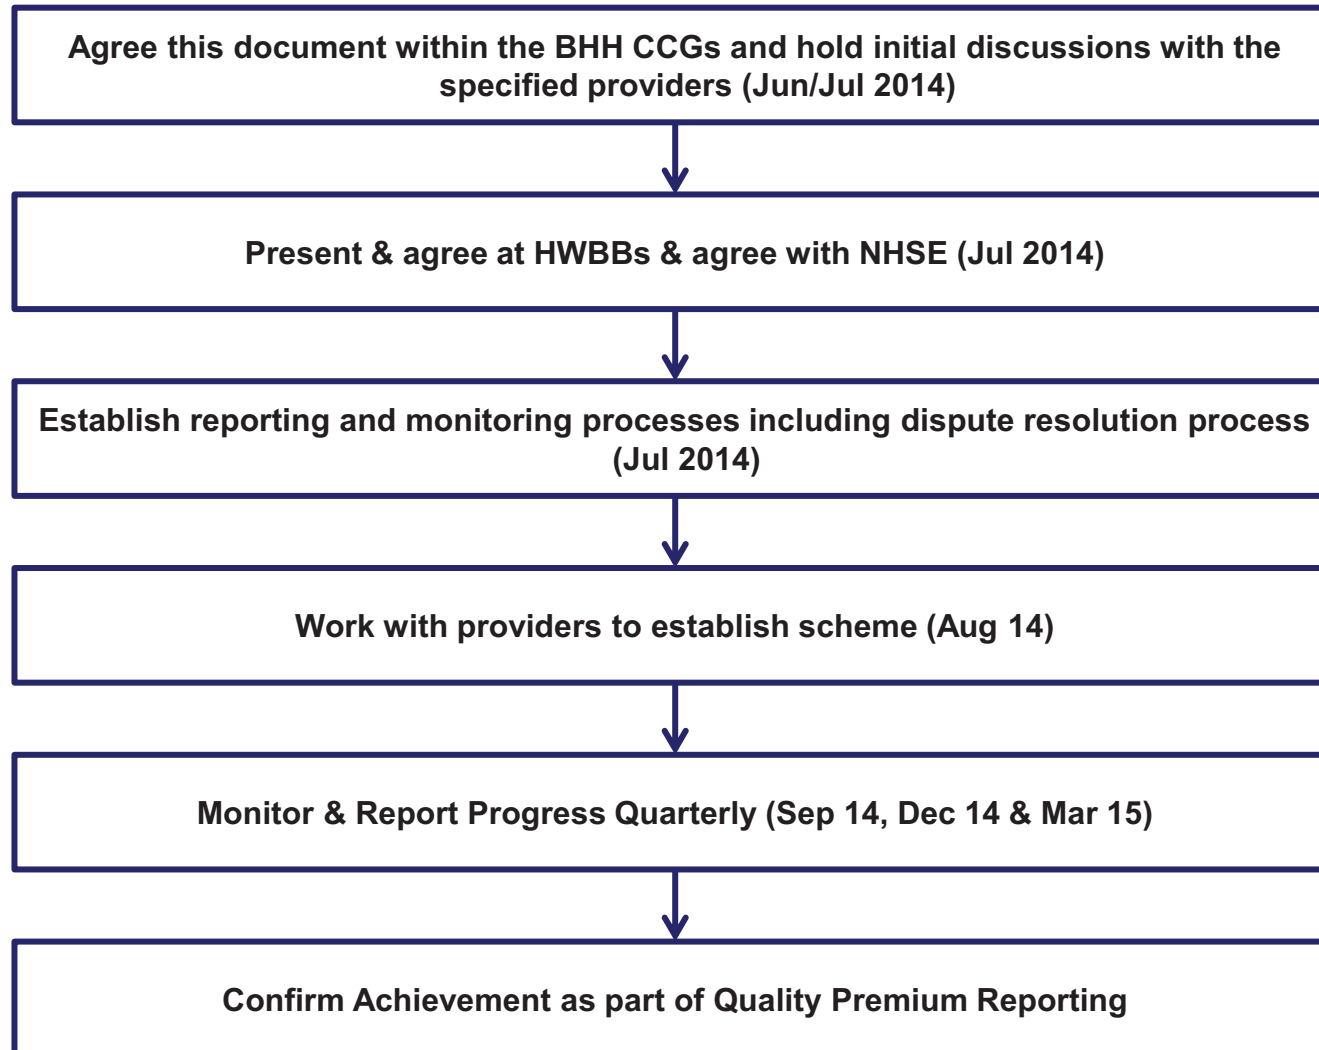 Agree this document within the BHH CCGs and hold initial discussions with the
specified providers (Jun/Jul 2014)
Present & agree at HWBBs & agree with NHSE (Jul 2014)
Establish reporting and monitoring processes including dispute resolution process
(Jul 2014)
Work with providers to establish scheme (Aug 14)
Monitor & Report Progress Quarterly (Sep 14, Dec 14 & Mar 15)
Confirm Achievement as part of Quality Premium Reporting